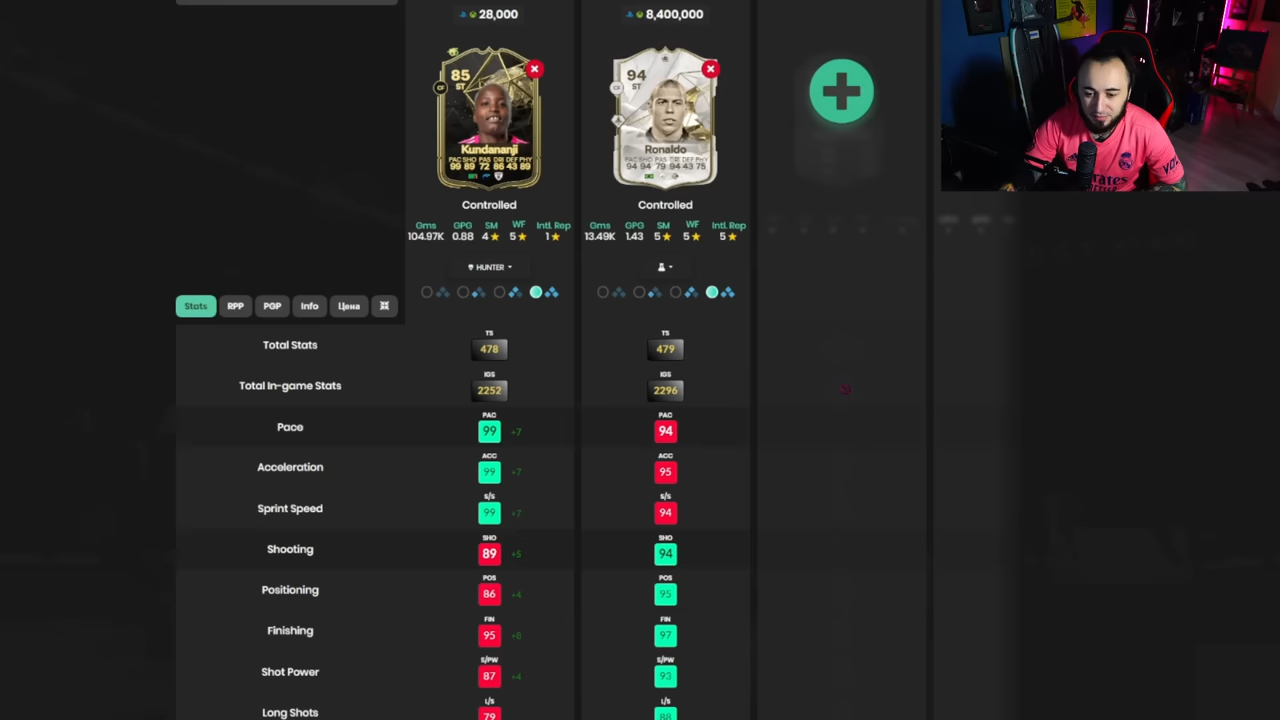 28,000
8,400,000
85
ST
CF
Kundananji
PAC SHO PAS DRI DEF PHY
99 89 72 86 43 89
94
ST
CF
Ronaldo
PAC SHO PAS DRI DEF PHY
94 94 79 94 43 75
Controlled
Controlled
Gms GPG SM WF Intl. Rep
104.97K 0.88 4 5 1
Gms GPG SM WF Intl. Rep
13.49K 1.43 5 5 5
HUNTER
Stats RPP PGP Info Цена
TS TS
Total Stats 478 479
IGS IGS
Total In-game Stats 2252 2296
PAC PAC
Pace 99 +7 94
ACC ACC
Acceleration 99 +7 95
S/S S/S
Sprint Speed 99 +7 94
SHO SHO
Shooting 89 +5 94
POS POS
Positioning 86 +4 95
FIN FIN
Finishing 95 +8 97
S/PW S/PW
Shot Power 87 +4 93
L/S L/S
Long Shots 79 88